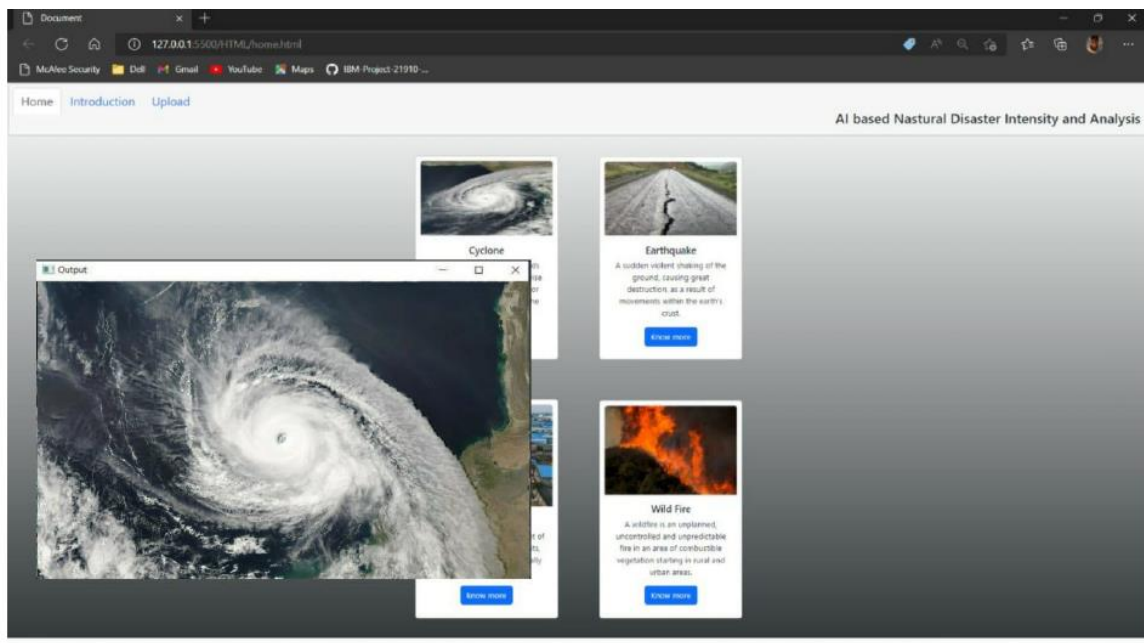 Document
127.0.0.1:5500/HTML/home.html
McAfee Security Dell Gmail YouTube Maps IBM-Project-21910-...
Home Introduction Upload
AI based Nastural Disaster Intensity and Analysis
Cyclone
Earthquake
A sudden violent shaking of the
ground, causing great
destruction, as a result of
movements within the earth's
crust.
Know more
Output
Wild Fire
A wildfire is an unplanned,
uncontrolled and unpredictable
fire in an area of combustible
vegetation starting in rural and
urban areas.
Know more
Know more